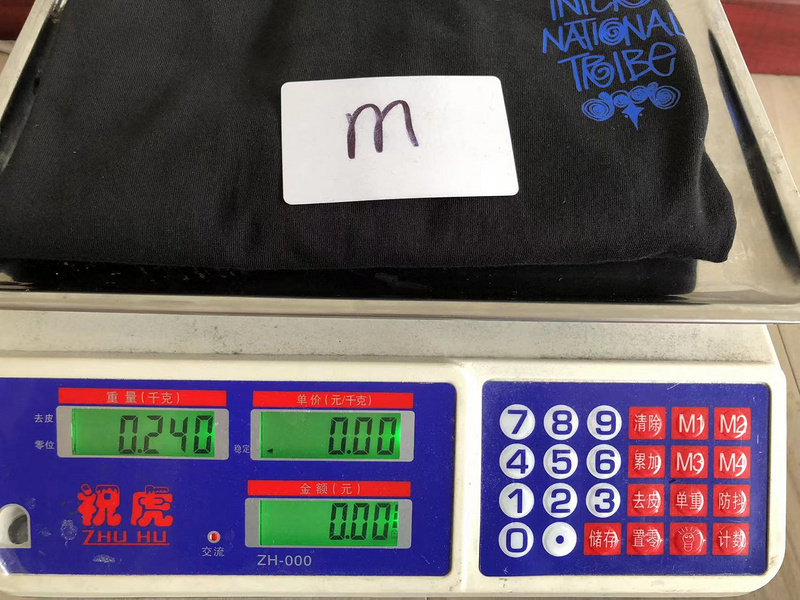 INTER
NATIONAL
TRIBE
m
重量(千克)
单价(元/千克)
去皮
零位
0.240
稳定
0.00
金额(元)
0.00
祝虎
ZHU HU
交流
ZH-000
7 8 9 清除 M1 M2
4 5 6 累加 M3 M4
1 2 3 去皮 单重 防抖
0 • 储存 置零 计数